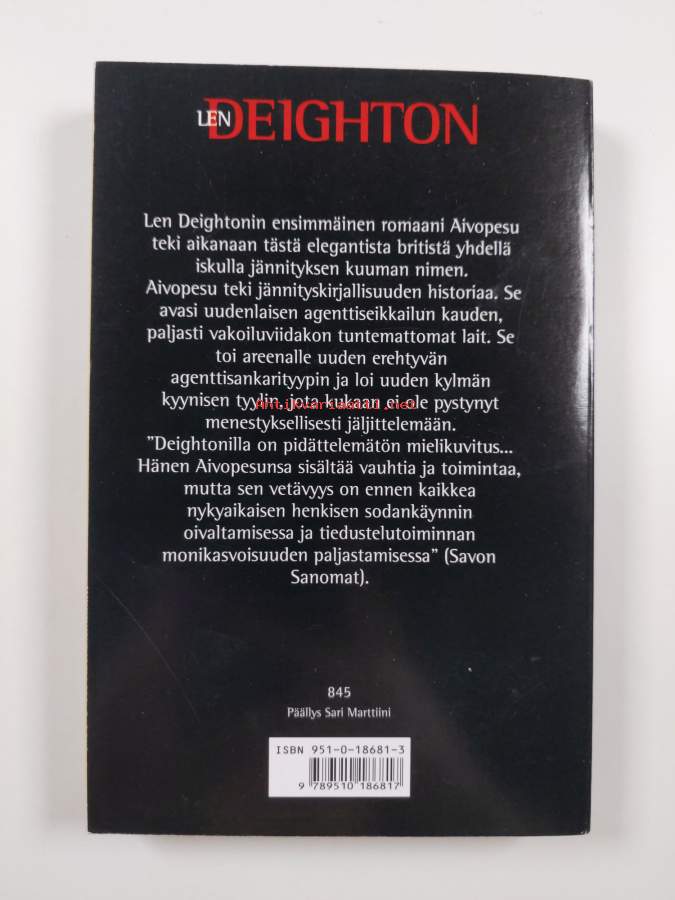 LEN DEIGHTON
Len Deightonin ensimmäinen romaani Aivopesu
teki aikanaan tästä elegantista britistä yhdellä
iskulla jännityksen kuuman nimen.
Aivopesu teki jännityskirjallisuuden historiaa. Se
avasi uudenlaisen agenttiseikkailun kauden,
paljasti vakoiluviidakon tuntemattomat lait. Se
toi areenalle uuden erehtyvän
agenttisankarityypin ja loi uuden kylmän
kyynisen tyylin, jota kukaan ei ole pystynyt
Antikvariaatti.net
menestyksellisesti jäljittelemään.
"Deightonilla on pidättelemätön mielikuvitus...
Hänen Aivopesunsa sisältää vauhtia ja toimintaa,
mutta sen vetävyys on ennen kaikkea
nykyaikaisen henkisen sodankäynnin
oivaltamisessa ja tiedustelutoiminnan
monikasvoisuuden paljastamisessa" (Savon
Sanomat).
845
Päällys Sari Marttiini
ISBN 951-0-18681-3
9 789510 186817